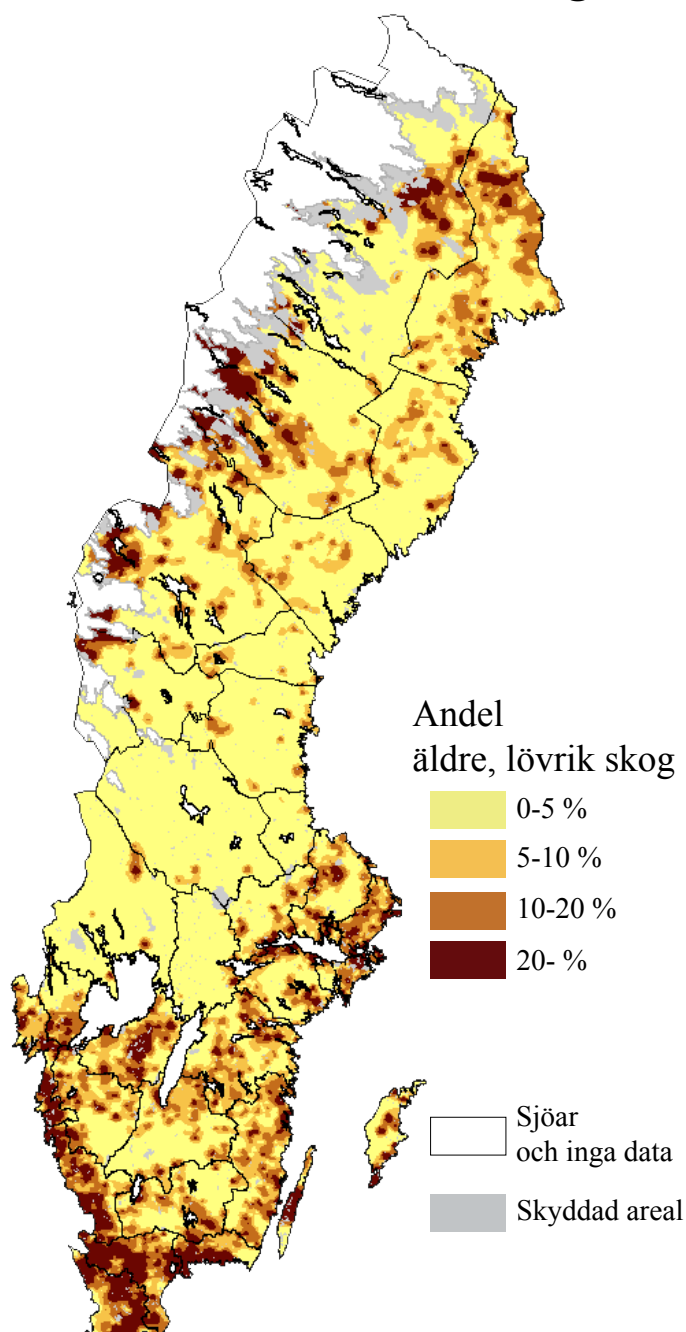 Andel
äldre, lövrik skog
0-5 %
5-10 %
10-20 %
20- %
Sjöar
och inga data
Skyddad areal